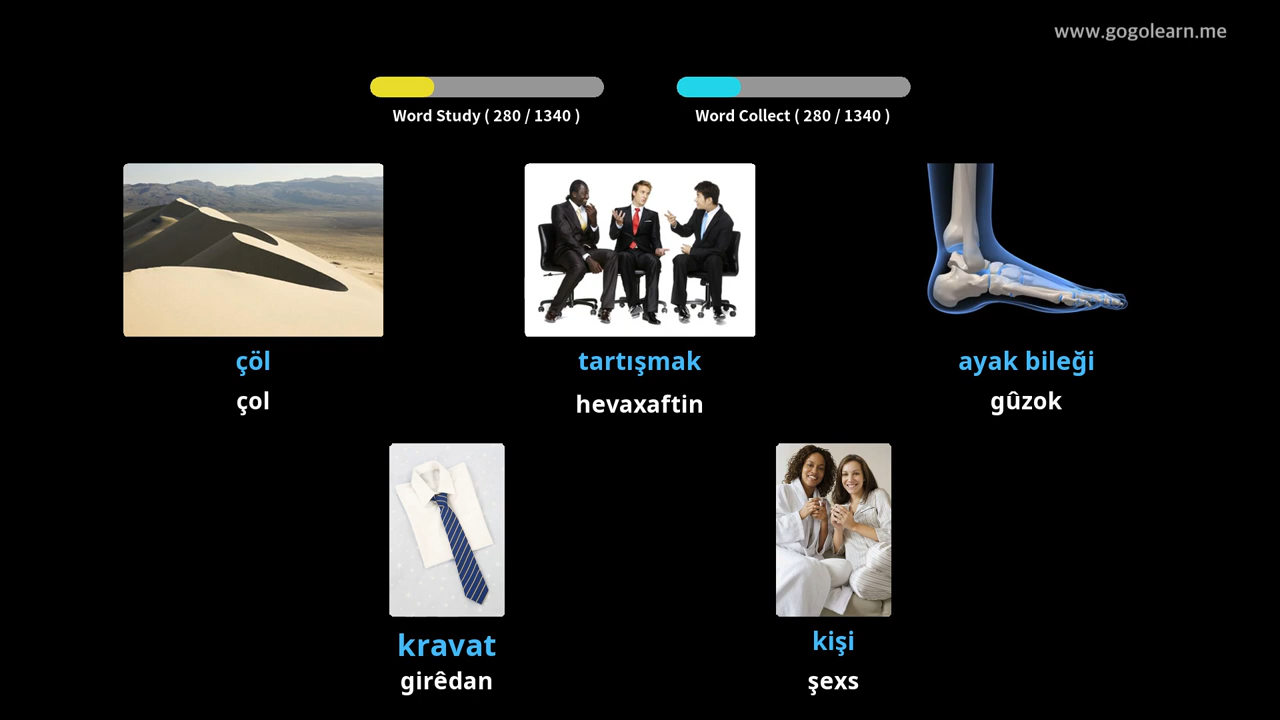 www.gogolearn.me
Word Study ( 280 / 1340 )
Word Collect ( 280 / 1340 )
çöl
tartışmak
ayak bileği
çol
hevaxaftin
gûzok
kravat
kişi
girêdan
şexs